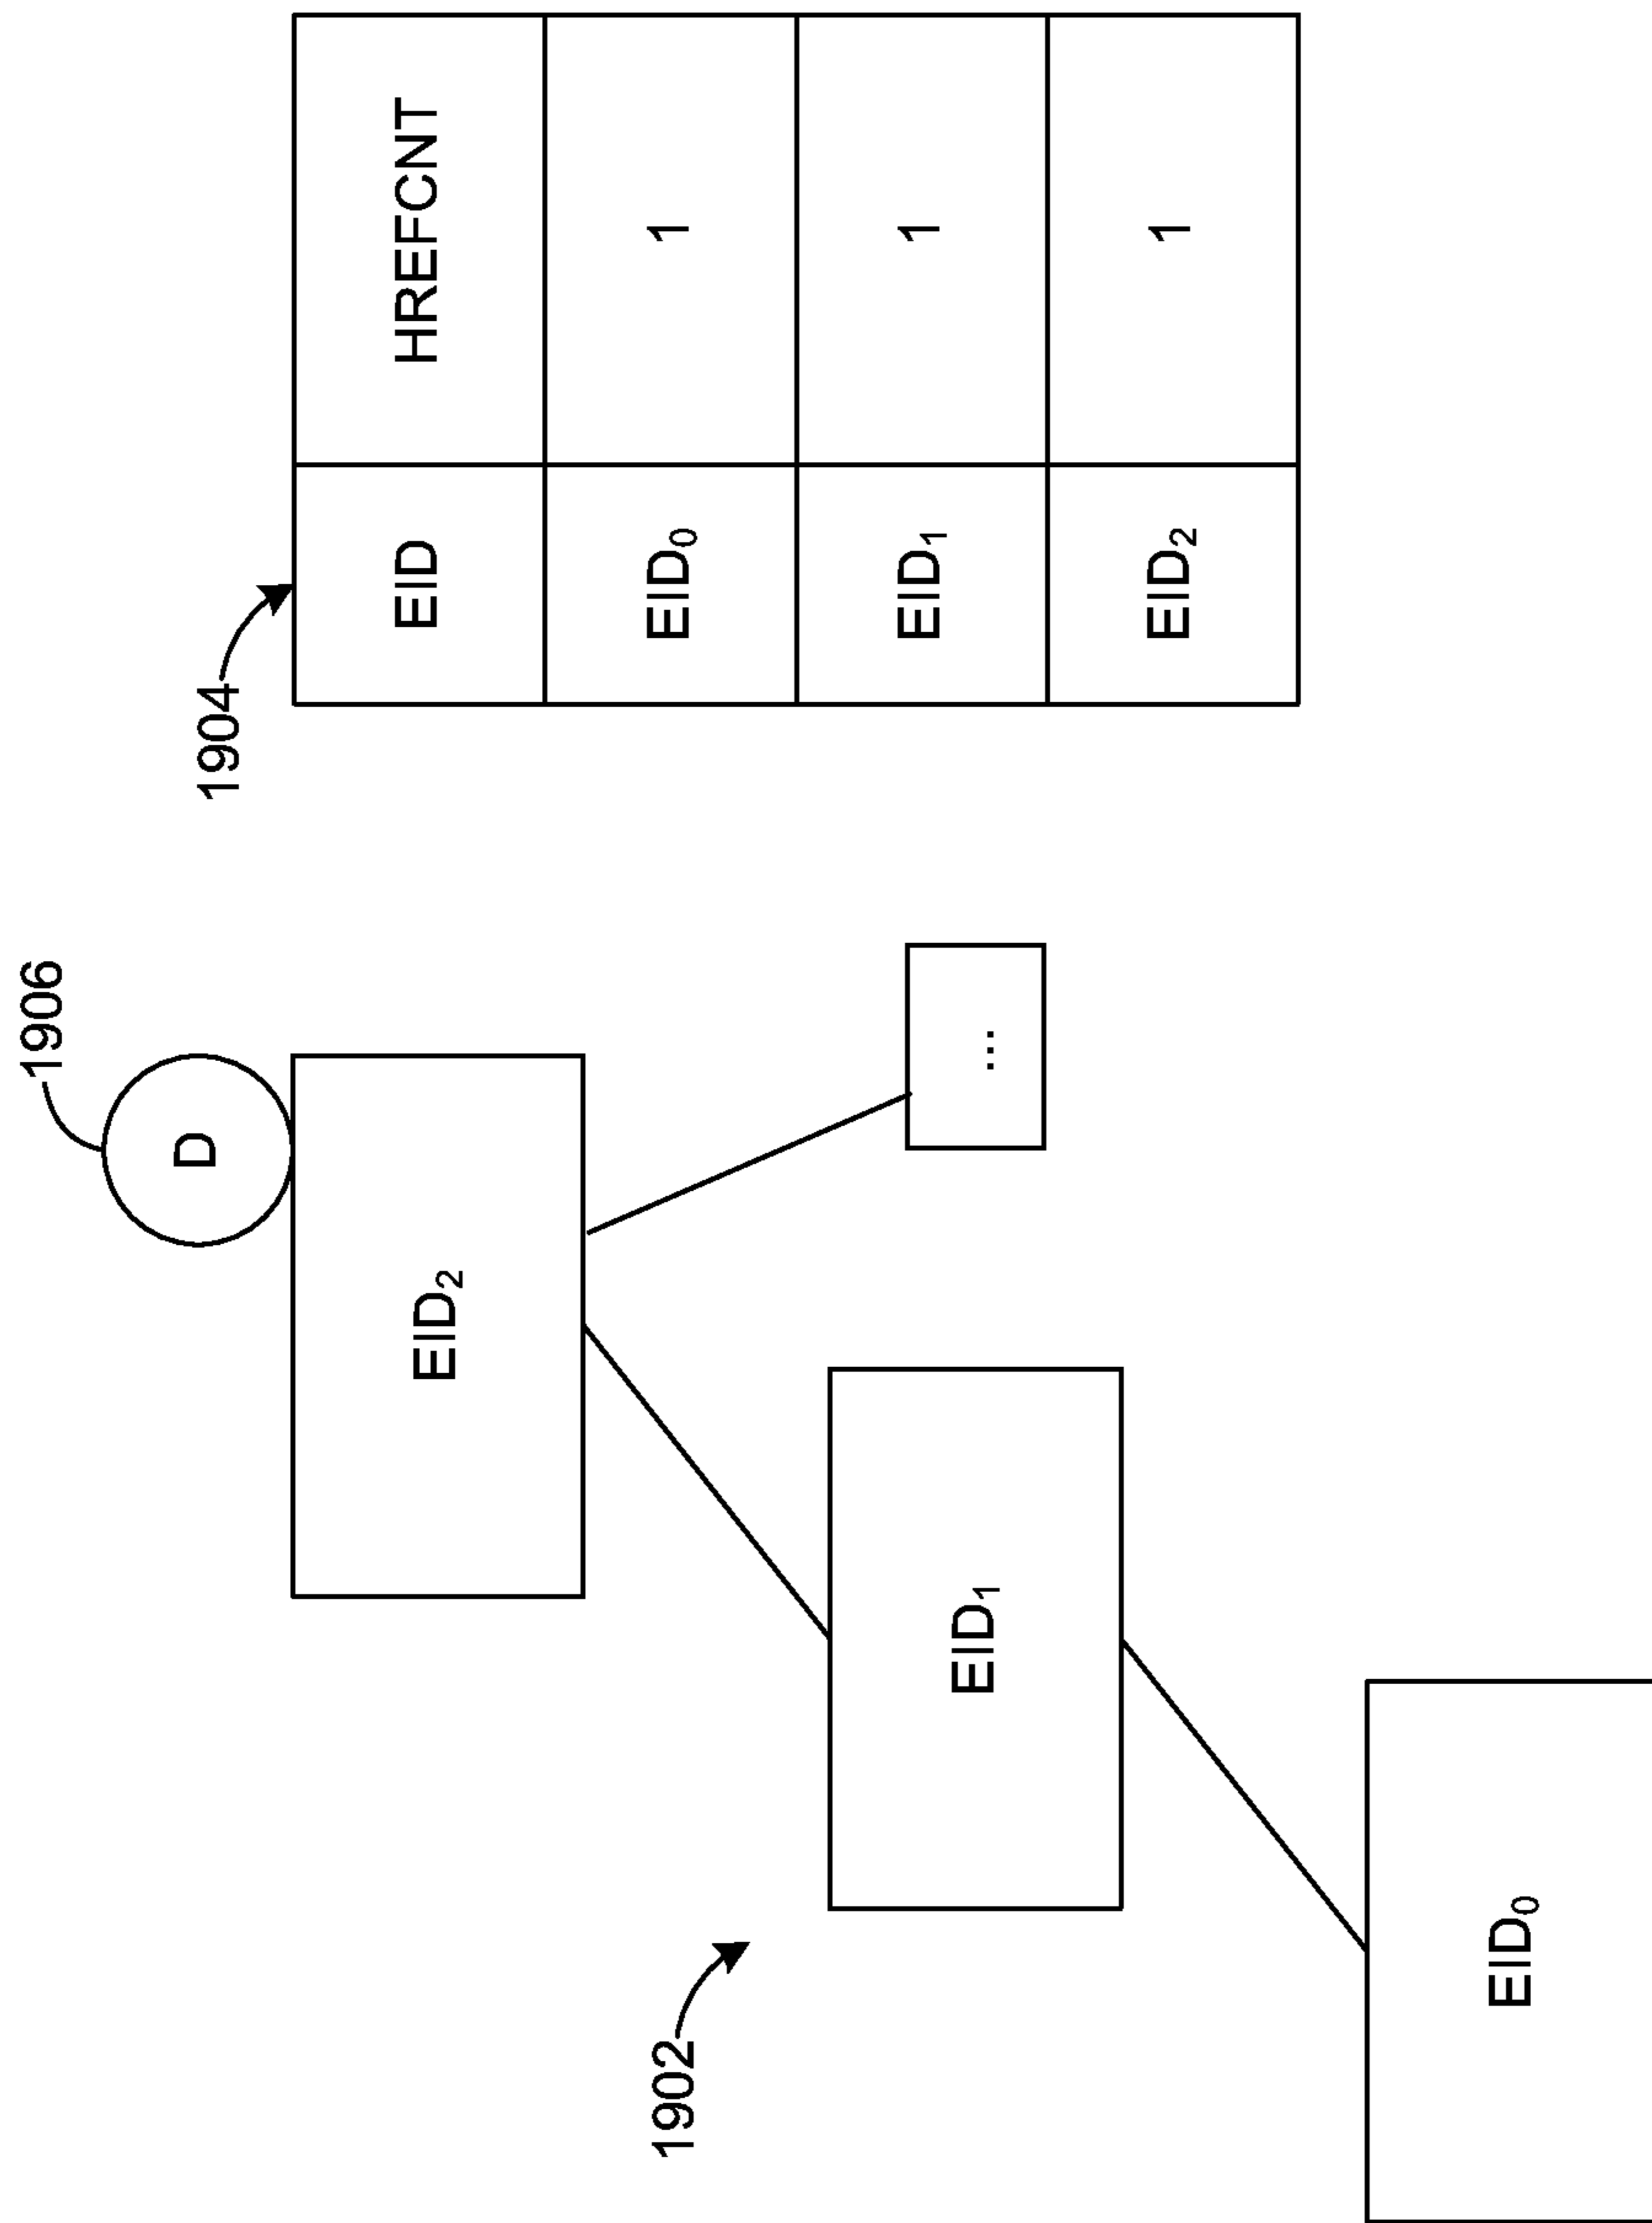 1902
1906
D
EID₂
EID₁
...
EID₀
1904
EID HREFCNT
EID₀ 1
EID₁ 1
EID₂ 1